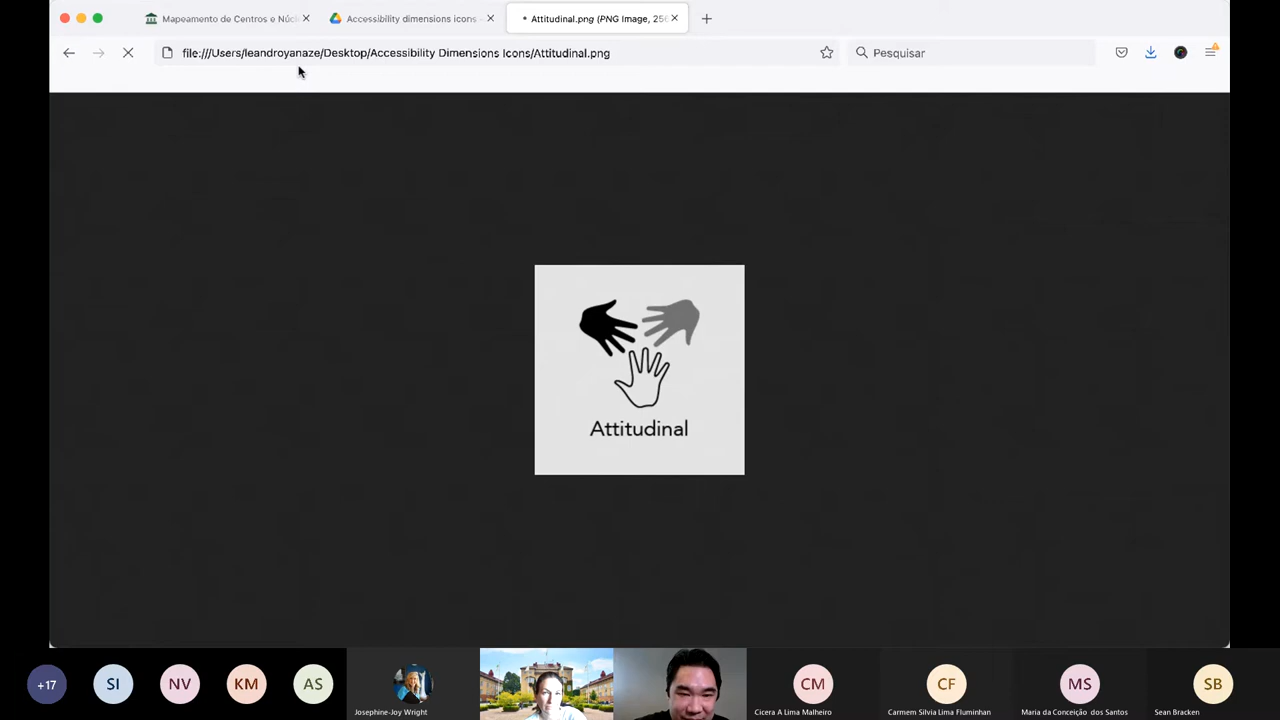 Mapeamento de Centros e Núcl
Accessibility dimensions icons
Attitudinal.png (PNG Image, 256
file:///Users/leandroyanaze/Desktop/Accessibility Dimensions Icons/Attitudinal.png
Pesquisar
Attitudinal
+17
SI
NV
KM
AS
CM
CF
MS
SB
Josephine-Joy Wright
Cicera A Lima Malheiro
Carmem Silvia Lima Fluminhan
Maria da Conceição dos Santos
Sean Bracken